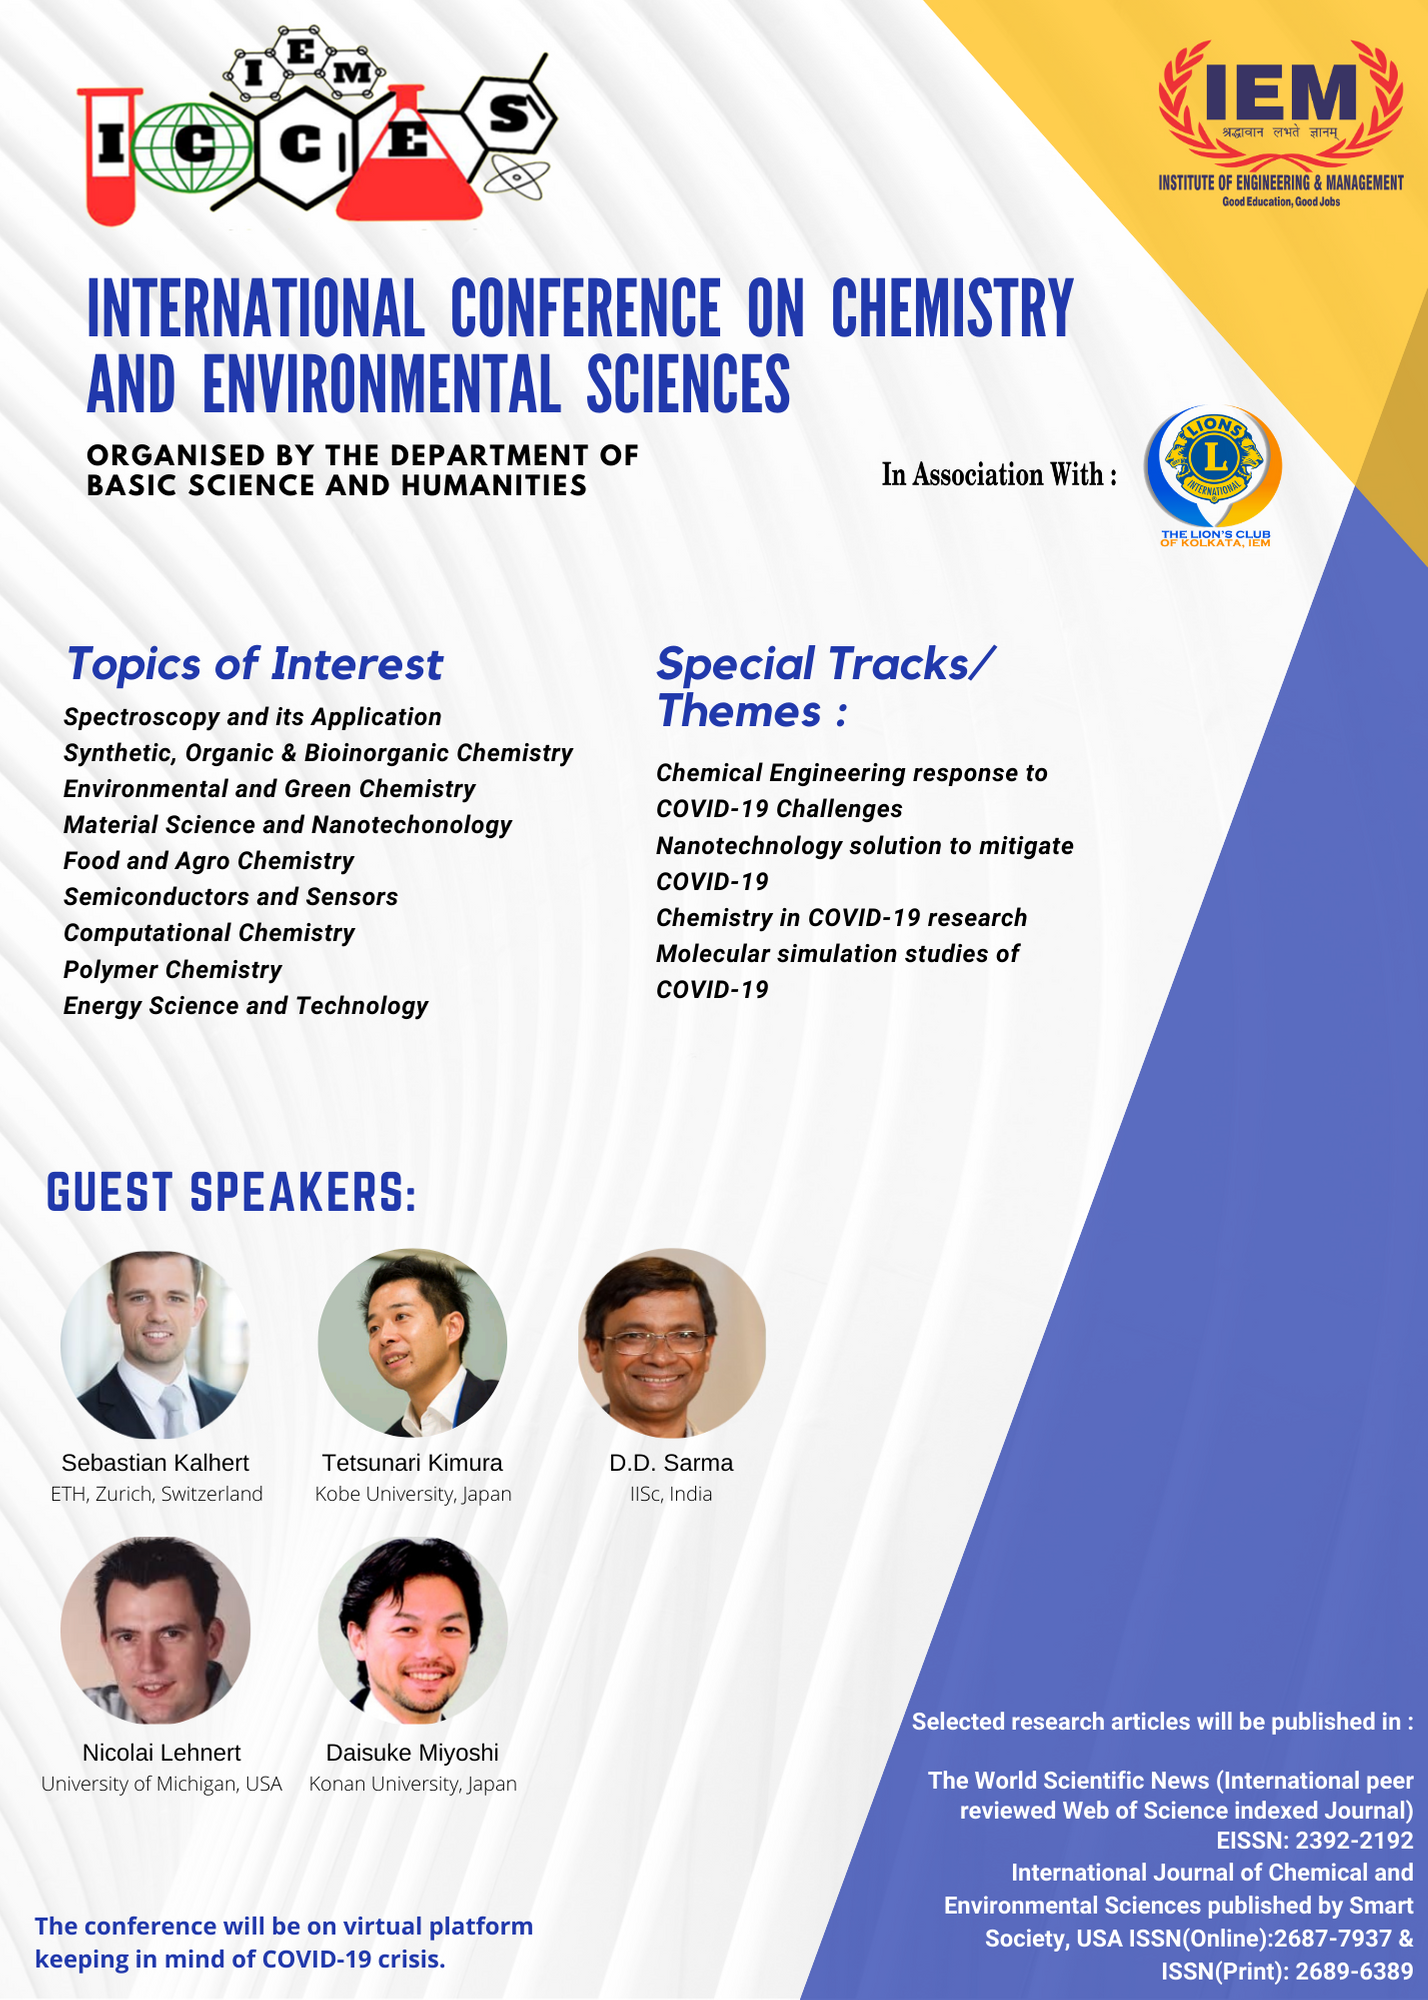 I E M
I C C E S
IEM
श्रद्धावान लभते ज्ञानम्
INSTITUTE OF ENGINEERING & MANAGEMENT
Good Education, Good Jobs
INTERNATIONAL CONFERENCE ON CHEMISTRY
AND ENVIRONMENTAL SCIENCES
ORGANISED BY THE DEPARTMENT OF
BASIC SCIENCE AND HUMANITIES
In Association With :
LIONS
L
INTERNATIONAL
THE LION'S CLUB
OF KOLKATA, IEM
Topics of Interest
Spectroscopy and its Application
Synthetic, Organic & Bioinorganic Chemistry
Environmental and Green Chemistry
Material Science and Nanotechonology
Food and Agro Chemistry
Semiconductors and Sensors
Computational Chemistry
Polymer Chemistry
Energy Science and Technology
Special Tracks/
Themes :
Chemical Engineering response to
COVID-19 Challenges
Nanotechnology solution to mitigate
COVID-19
Chemistry in COVID-19 research
Molecular simulation studies of
COVID-19
GUEST SPEAKERS:
Sebastian Kalhert
ETH, Zurich, Switzerland
Tetsunari Kimura
Kobe University, Japan
D.D. Sarma
IISc, India
Nicolai Lehnert
University of Michigan, USA
Daisuke Miyoshi
Konan University, Japan
The conference will be on virtual platform
keeping in mind of COVID-19 crisis.
Selected research articles will be published in :
The World Scientific News (International peer
reviewed Web of Science indexed Journal)
EISSN: 2392-2192
International Journal of Chemical and
Environmental Sciences published by Smart
Society, USA ISSN(Online):2687-7937 &
ISSN(Print): 2689-6389